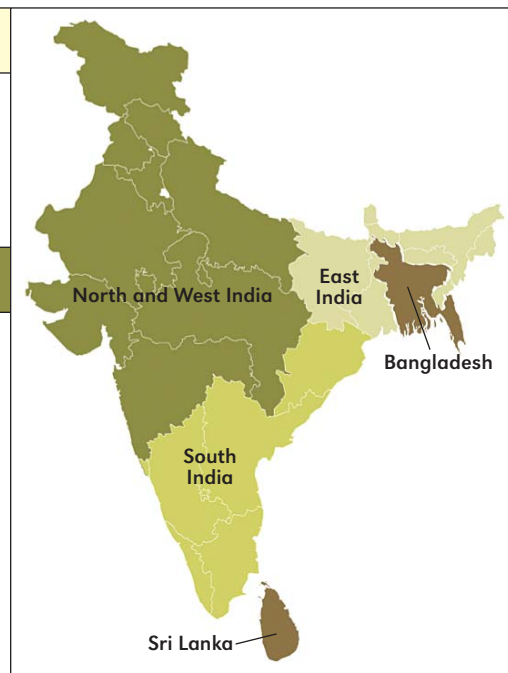 North and West India
East
India
Bangladesh
South
India
Sri Lanka